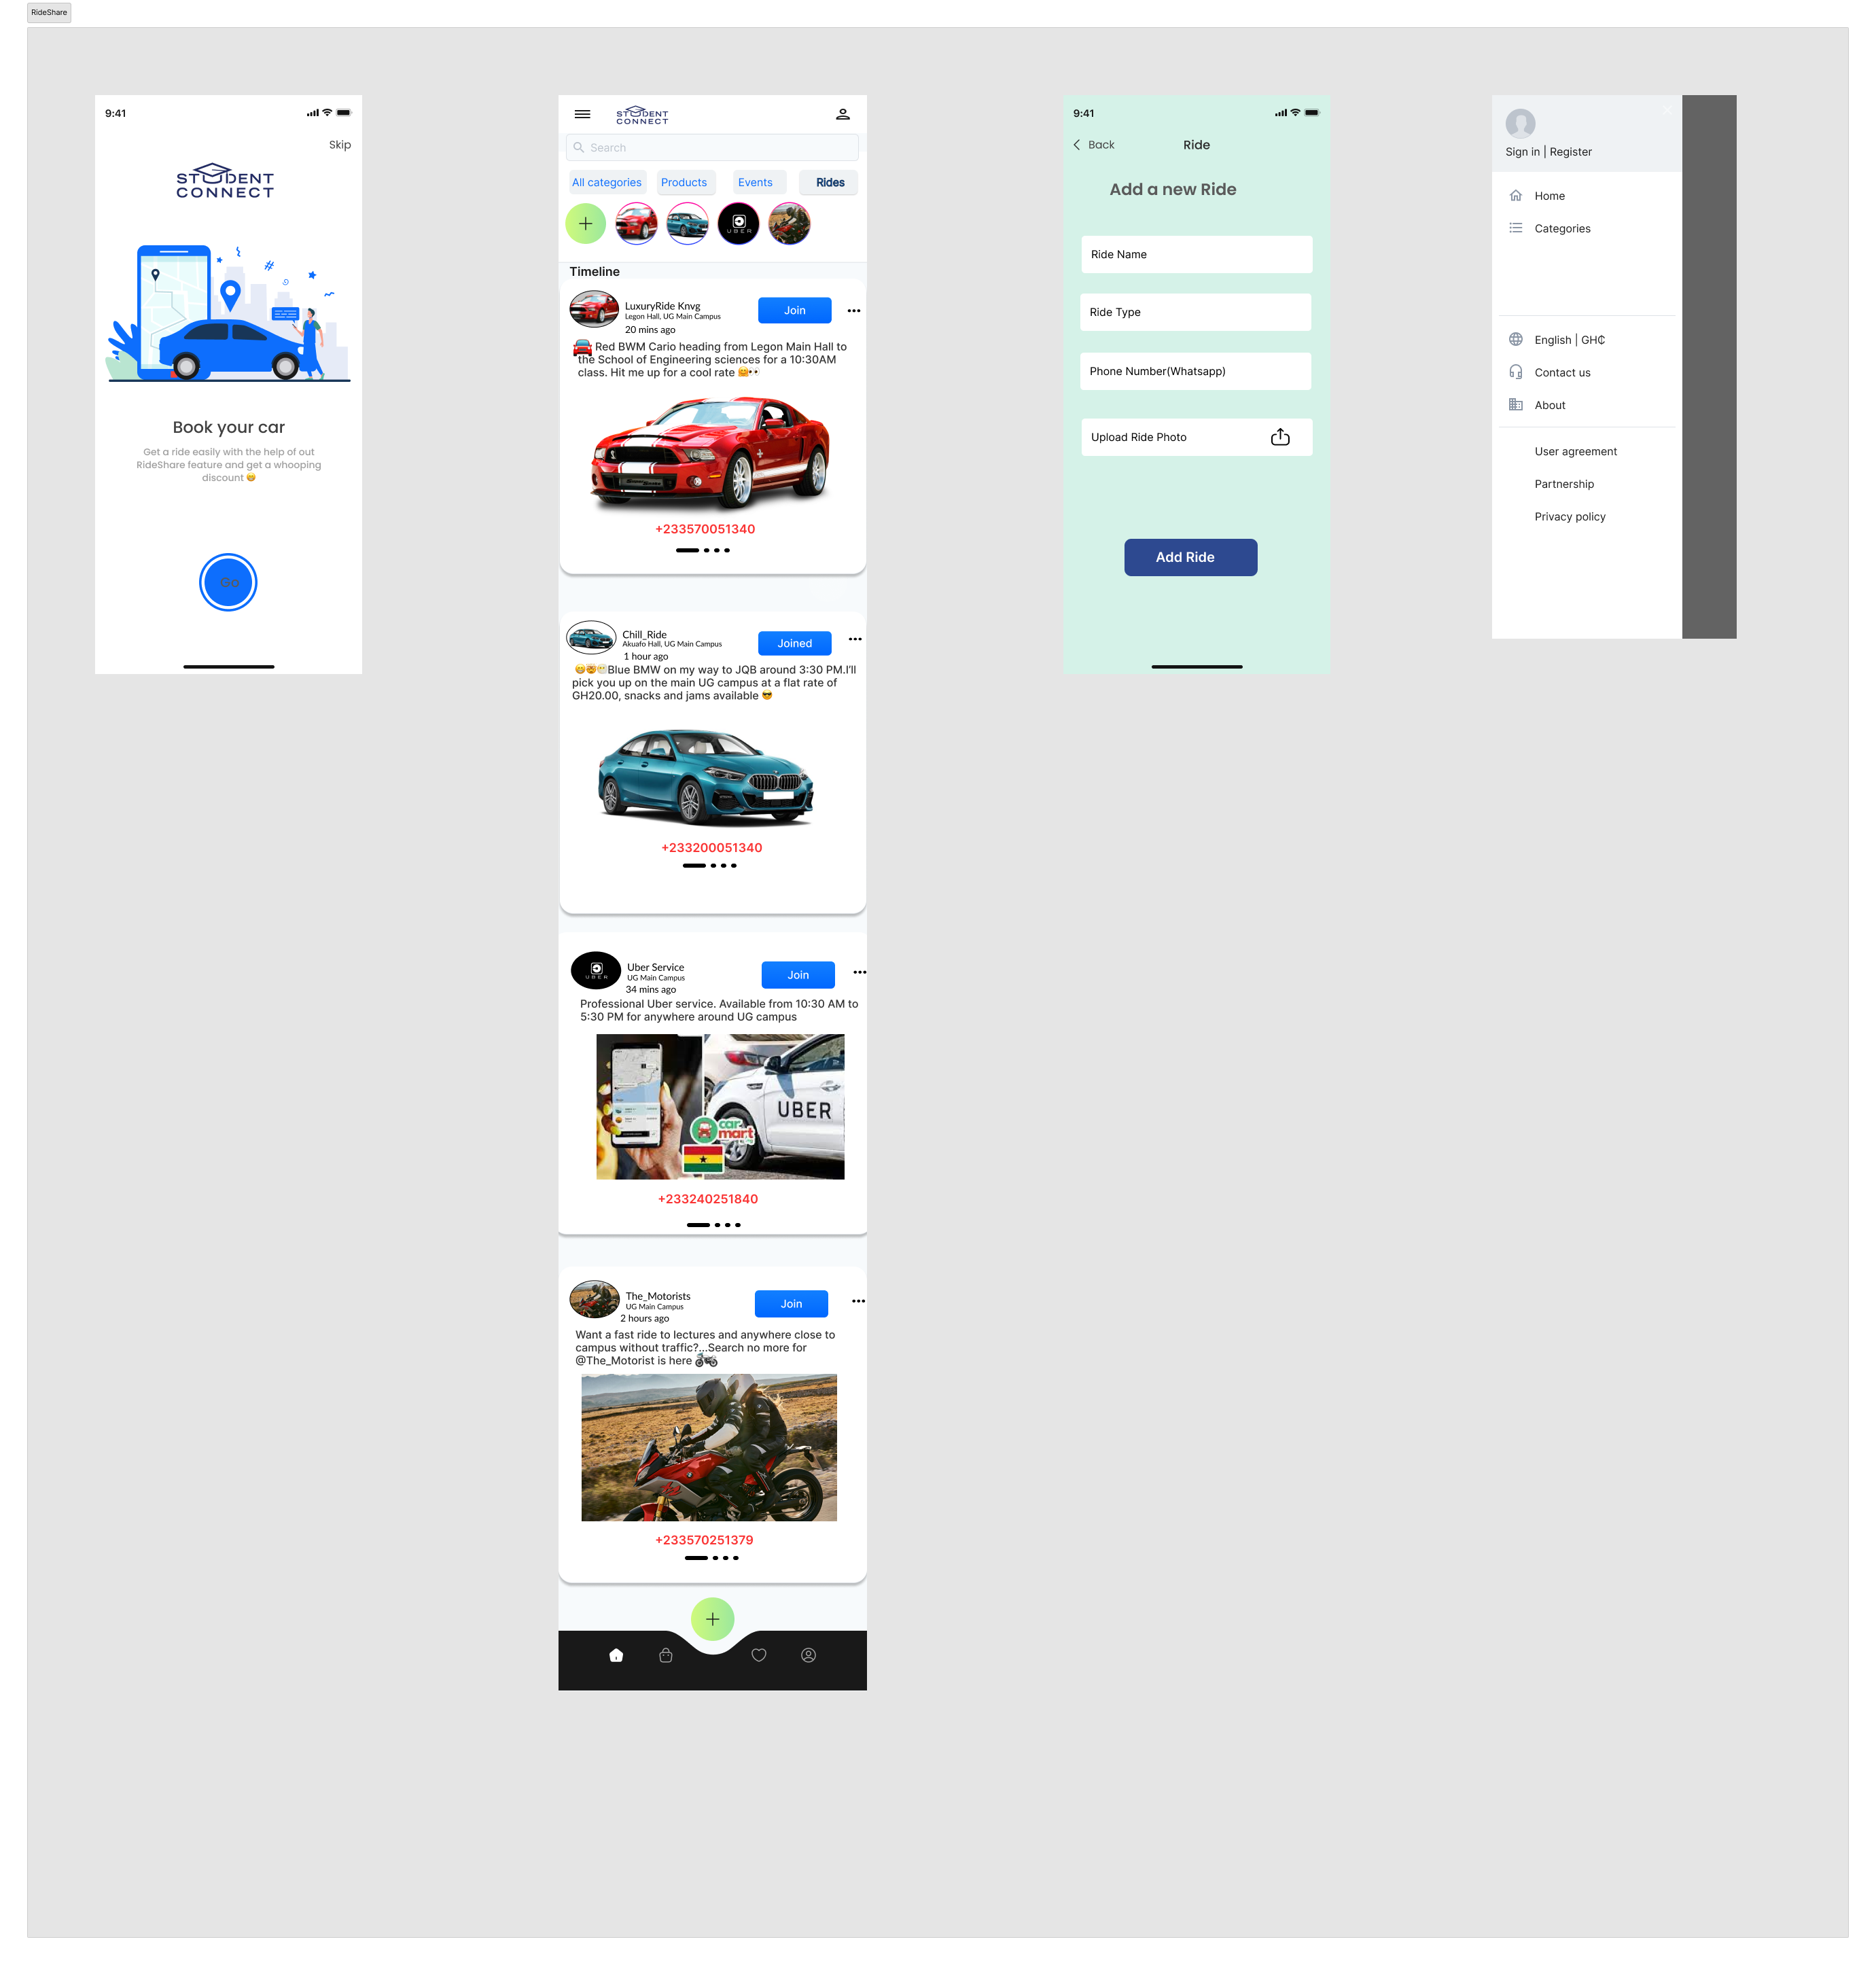 RideShare
9:41
Skip
STUDENT
CONNECT
Book your car
Get a ride easily with the help of out
RideShare feature and get a whooping
discount 😁
Go
STUDENT
CONNECT
Search
All categories
Products
Events
Rides
UBER
Timeline
LuxuryRide Knvg
Legon Hall, UG Main Campus
20 mins ago
Join
🚘 Red BWM Cario heading from Legon Main Hall to
the School of Engineering sciences for a 10:30AM
class. Hit me up for a cool rate 🤗👀
+233570051340
Chill_Ride
Akuafo Hall, UG Main Campus
1 hour ago
Joined
Blue BMW on my way to JQB around 3:30 PM.I'll
pick you up on the main UG campus at a flat rate of
GH20.00, snacks and jams available 😎
+233200051340
UBER
Uber Service
UG Main Campus
34 mins ago
Join
Professional Uber service. Available from 10:30 AM to
5:30 PM for anywhere around UG campus
UBER
car
mart
+233240251840
The_Motorists
UG Main Campus
2 hours ago
Join
Want a fast ride to lectures and anywhere close to
campus without traffic?...Search no more for
@The_Motorist is here 🏍
+233570251379
9:41
Back
Ride
Add a new Ride
Ride Name
Ride Type
Phone Number(Whatsapp)
Upload Ride Photo
Add Ride
Sign in | Register
Home
Categories
English | GH₵
Contact us
About
User agreement
Partnership
Privacy policy